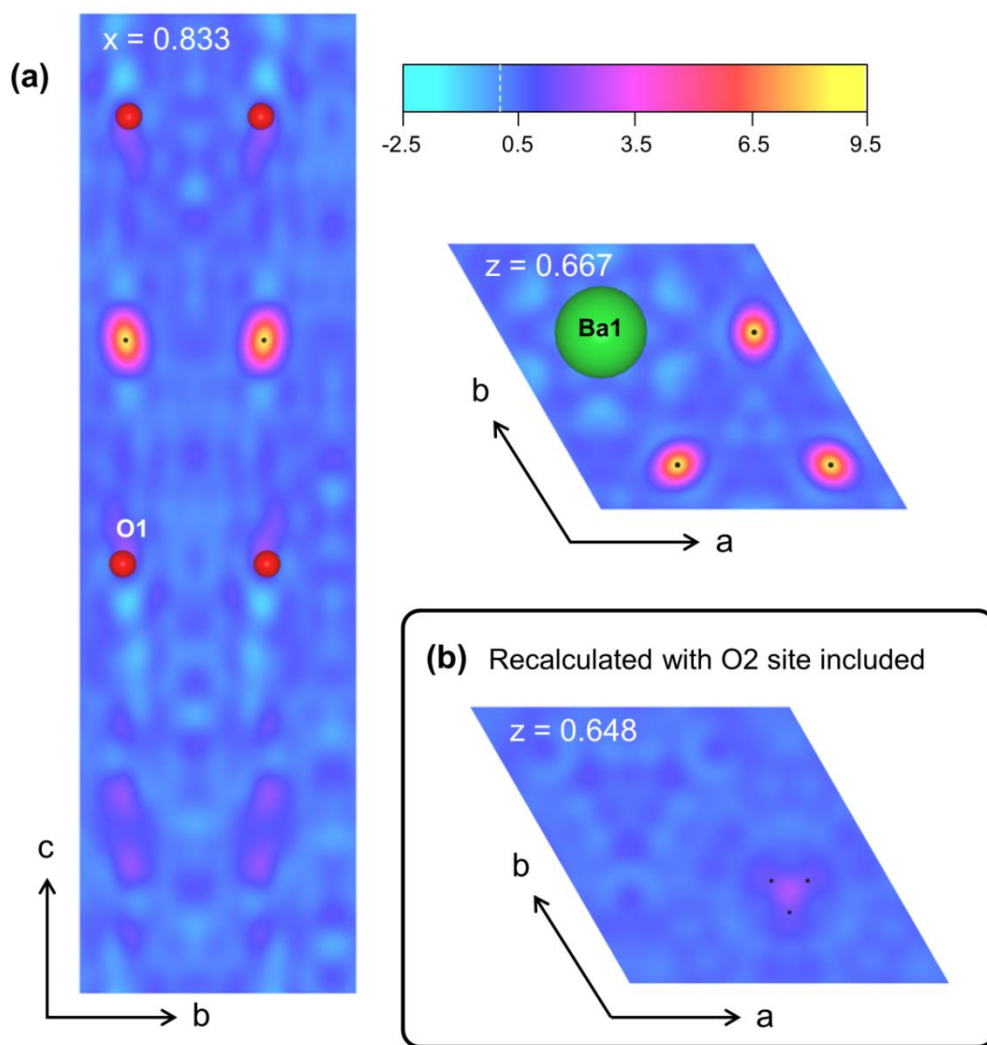 (a)
x = 0.833
-2.5 0.5 3.5 6.5 9.5
z = 0.667
Ba1
b
a
O1
(b) Recalculated with O2 site included
z = 0.648
b
a
c
b